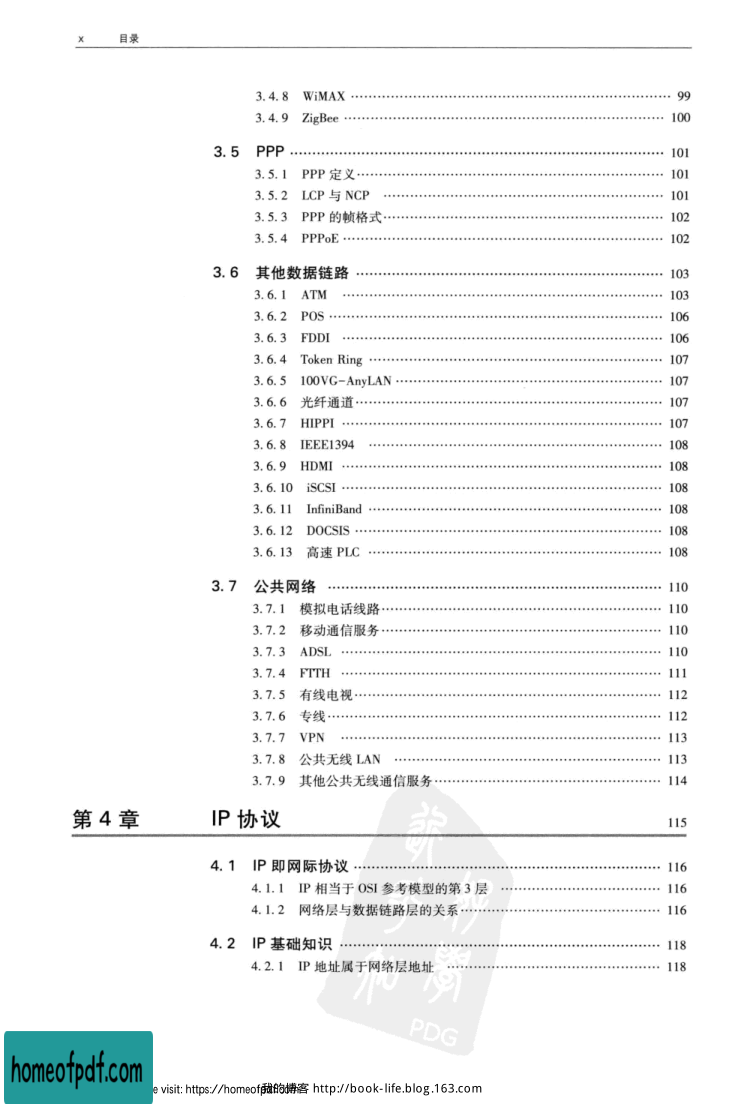 x 目录
3.4.8 WiMAX …… 99
3.4.9 ZigBee …… 100
3.5 PPP …… 101
3.5.1 PPP 定义 …… 101
3.5.2 LCP 与 NCP …… 101
3.5.3 PPP 的帧格式 …… 102
3.5.4 PPPoE …… 102
3.6 其他数据链路 …… 103
3.6.1 ATM …… 103
3.6.2 POS …… 106
3.6.3 FDDI …… 106
3.6.4 Token Ring …… 107
3.6.5 100VG-AnyLAN …… 107
3.6.6 光纤通道 …… 107
3.6.7 HIPPI …… 107
3.6.8 IEEE1394 …… 108
3.6.9 HDMI …… 108
3.6.10 iSCSI …… 108
3.6.11 InfiniBand …… 108
3.6.12 DOCSIS …… 108
3.6.13 高速 PLC …… 108
3.7 公共网络 …… 110
3.7.1 模拟电话线路 …… 110
3.7.2 移动通信服务 …… 110
3.7.3 ADSL …… 110
3.7.4 FTTH …… 111
3.7.5 有线电视 …… 112
3.7.6 专线 …… 112
3.7.7 VPN …… 113
3.7.8 公共无线 LAN …… 113
3.7.9 其他公共无线通信服务 …… 114
第 4 章 IP 协议 115
4.1 IP 即网际协议 …… 116
4.1.1 IP 相当于 OSI 参考模型的第 3 层 …… 116
4.1.2 网络层与数据链路层的关系 …… 116
4.2 IP 基础知识 …… 118
4.2.1 IP 地址属于网络层地址 …… 118
PDG
homeofpdf.com
e visit: https://homeofpdf.com
我的博客 http://book-life.blog.163.com